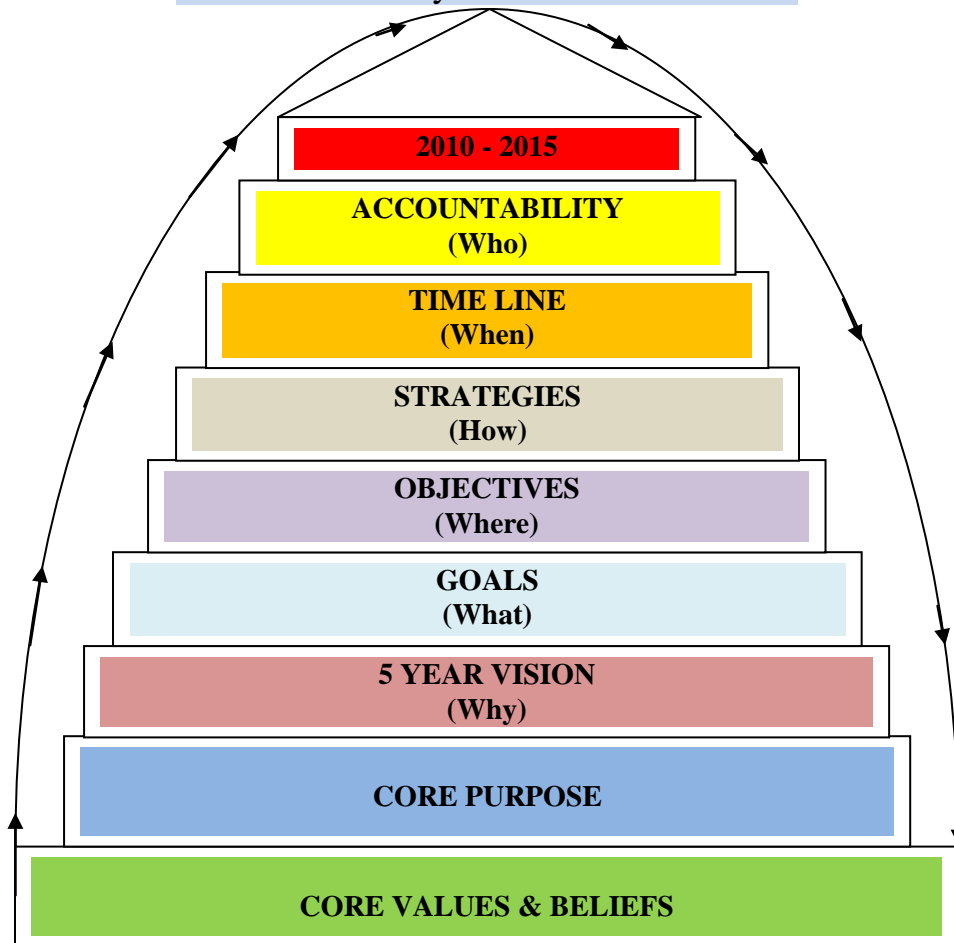 2010 - 2015
ACCOUNTABILITY
(Who)
TIME LINE
(When)
STRATEGIES
(How)
OBJECTIVES
(Where)
GOALS
(What)
5 YEAR VISION
(Why)
CORE PURPOSE
CORE VALUES & BELIEFS